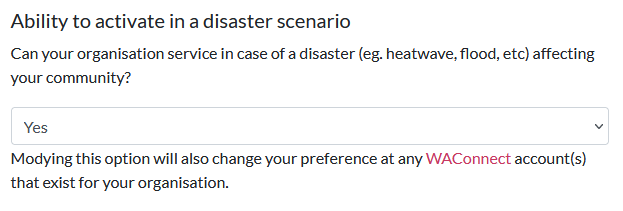 Ability to activate in a disaster scenario
Can your organisation service in case of a disaster (eg. heatwave, flood, etc) affecting
your community?
Yes
Modying this option will also change your preference at any WAConnect account(s)
that exist for your organisation.